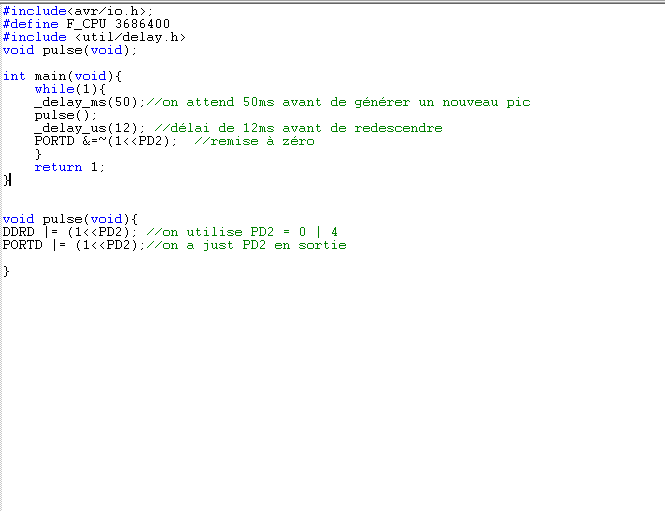 #include<avr/io.h>;
#define F_CPU 3686400
#include <util/delay.h>
void pulse(void);
int main(void){
while(1){
_delay_ms(50);//on attend 50ms avant de générer un nouveau pic
pulse();
_delay_us(12); //délai de 12ms avant de redescendre
PORTD &=~(1<<PD2);  //remise à zéro
}
return 1;
}
void pulse(void){
DDRD |= (1<<PD2); //on utilise PD2 = 0 | 4
PORTD |= (1<<PD2);//on a just PD2 en sortie
}